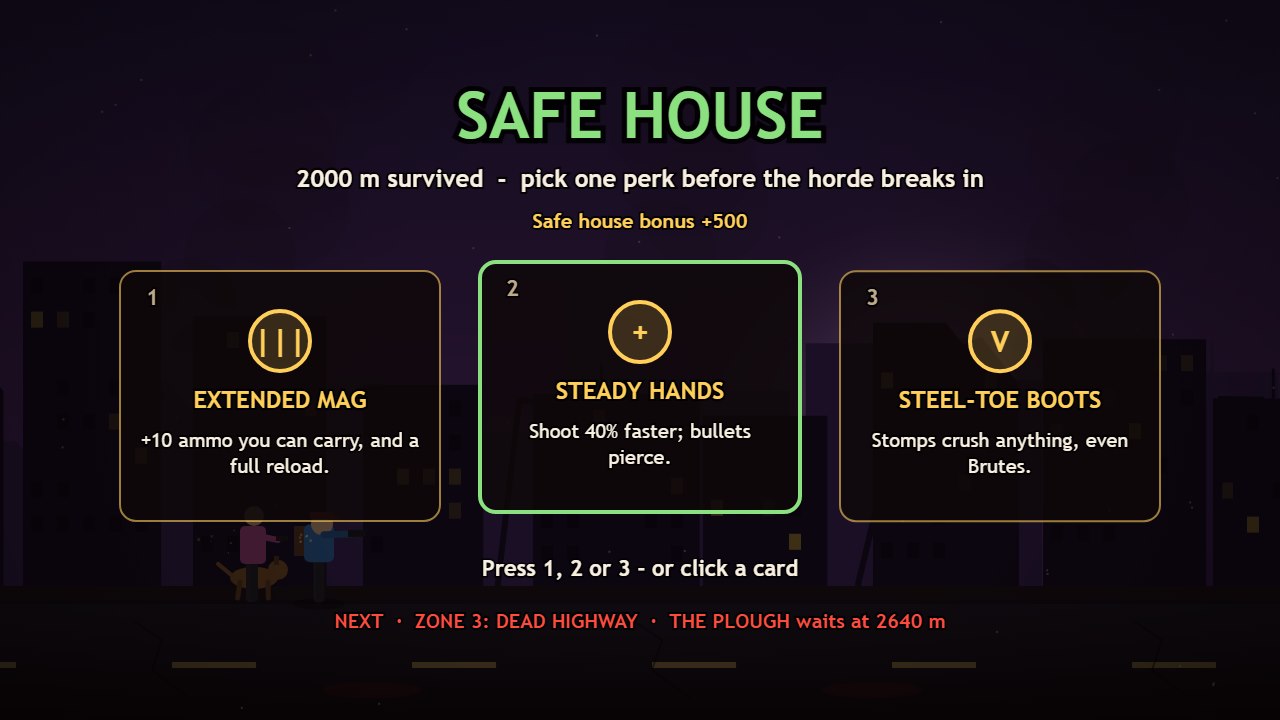 SAFE HOUSE
2000 m survived - pick one perk before the horde breaks in
Safe house bonus +500
1
|||
EXTENDED MAG
+10 ammo you can carry, and a
full reload.
2
+
STEADY HANDS
Shoot 40% faster; bullets
pierce.
3
V
STEEL-TOE BOOTS
Stomps crush anything, even
Brutes.
Press 1, 2 or 3 - or click a card
NEXT · ZONE 3: DEAD HIGHWAY · THE PLOUGH waits at 2640 m